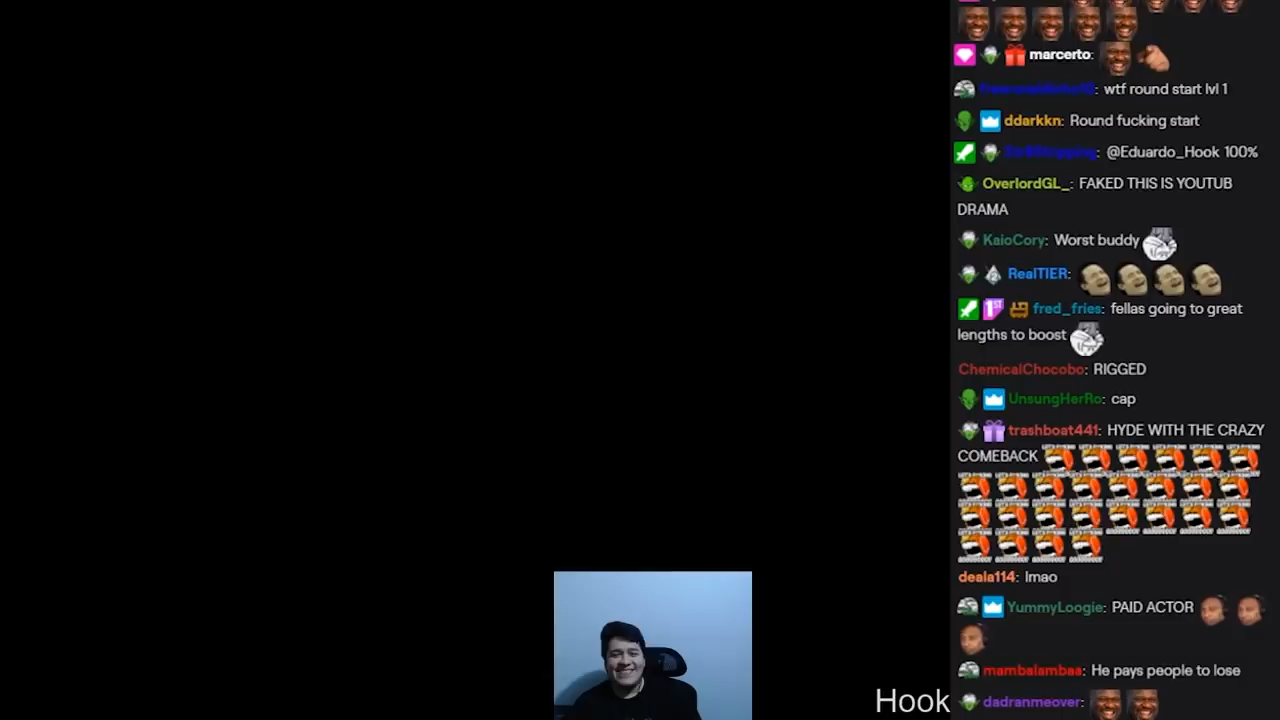 marcerto:
: wtf round start lvl 1
ddarkkn: Round fucking start
: @Eduardo_Hook 100%
OverlordGL_: FAKED THIS IS YOUTUB
DRAMA
KaioCory: Worst buddy
RealTIER:
1ST fred_fries: fellas going to great
lengths to boost
ChemicalChocobo: RIGGED
UnsungHerRo: cap
trashboat441: HYDE WITH THE CRAZY
COMEBACK
deala114: lmao
YummyLoogie: PAID ACTOR
mambalambaa: He pays people to lose
dadranmeover:
Hook